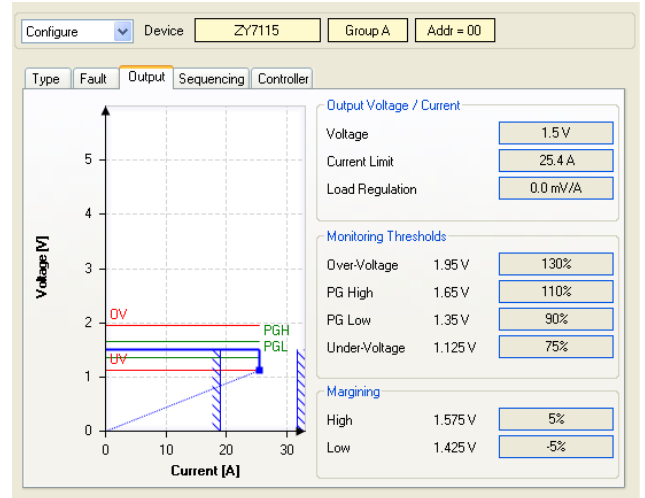 Configure Device ZY7115 Group A Addr = 00
Type Fault Output Sequencing Controller
Voltage [V]
5
4
3
2
1
0
OV
PGH
PGL
UV
0 10 20 30
Current [A]
Output Voltage / Current
Voltage 1.5 V
Current Limit 25.4 A
Load Regulation 0.0 mV/A
Monitoring Thresholds
Over-Voltage 1.95 V 130%
PG High 1.65 V 110%
PG Low 1.35 V 90%
Under-Voltage 1.125 V 75%
Margining
High 1.575 V 5%
Low 1.425 V -5%